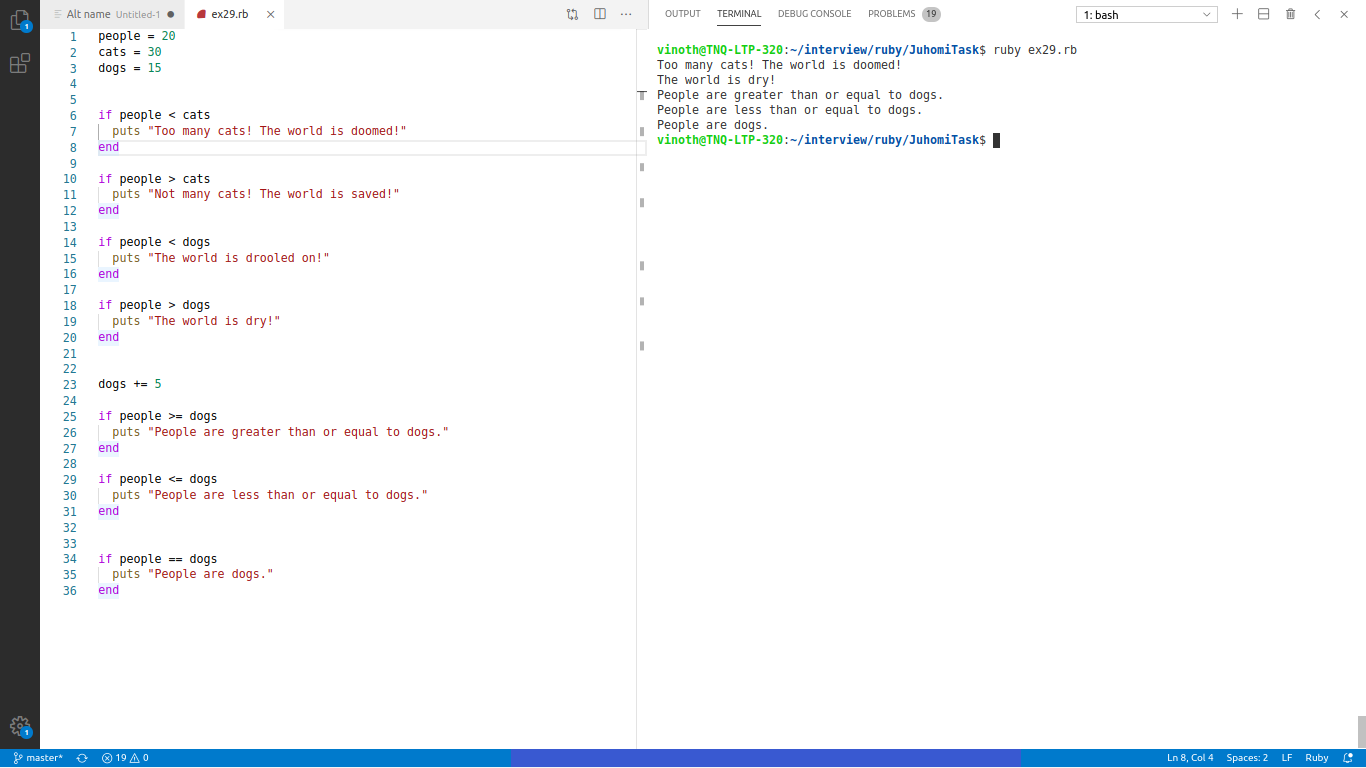 Alt name Untitled-1 ex29.rb
OUTPUT TERMINAL DEBUG CONSOLE PROBLEMS 19 1: bash
1 people = 20
2 cats = 30
3 dogs = 15
4
5
6 if people < cats
7 puts "Too many cats! The world is doomed!"
8 end
9
10 if people > cats
11 puts "Not many cats! The world is saved!"
12 end
13
14 if people < dogs
15 puts "The world is drooled on!"
16 end
17
18 if people > dogs
19 puts "The world is dry!"
20 end
21
22
23 dogs += 5
24
25 if people >= dogs
26 puts "People are greater than or equal to dogs."
27 end
28
29 if people <= dogs
30 puts "People are less than or equal to dogs."
31 end
32
33
34 if people == dogs
35 puts "People are dogs."
36 end
vinoth@TNQ-LTP-320:~/interview/ruby/JuhomiTask$ ruby ex29.rb
Too many cats! The world is doomed!
The world is dry!
People are greater than or equal to dogs.
People are less than or equal to dogs.
People are dogs.
vinoth@TNQ-LTP-320:~/interview/ruby/JuhomiTask$
1
1
master* 19 0 Ln 8, Col 4 Spaces: 2 LF Ruby